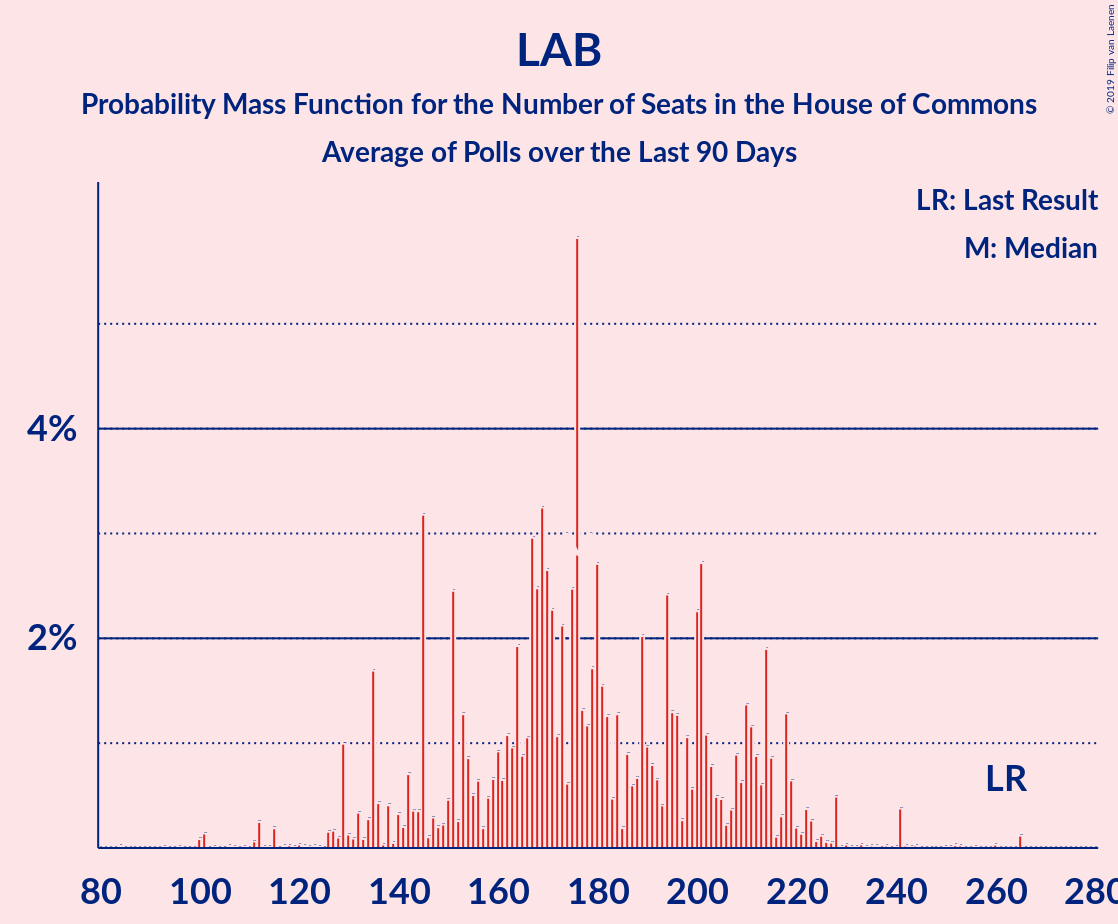 LAB
Probability Mass Function for the Number of Seats in the House of Commons
Average of Polls over the Last 90 Days
© 2019 Filip van Laenen
LR: Last Result
M: Median
4%
2%
LR
80 100 120 140 160 180 200 220 240 260 280